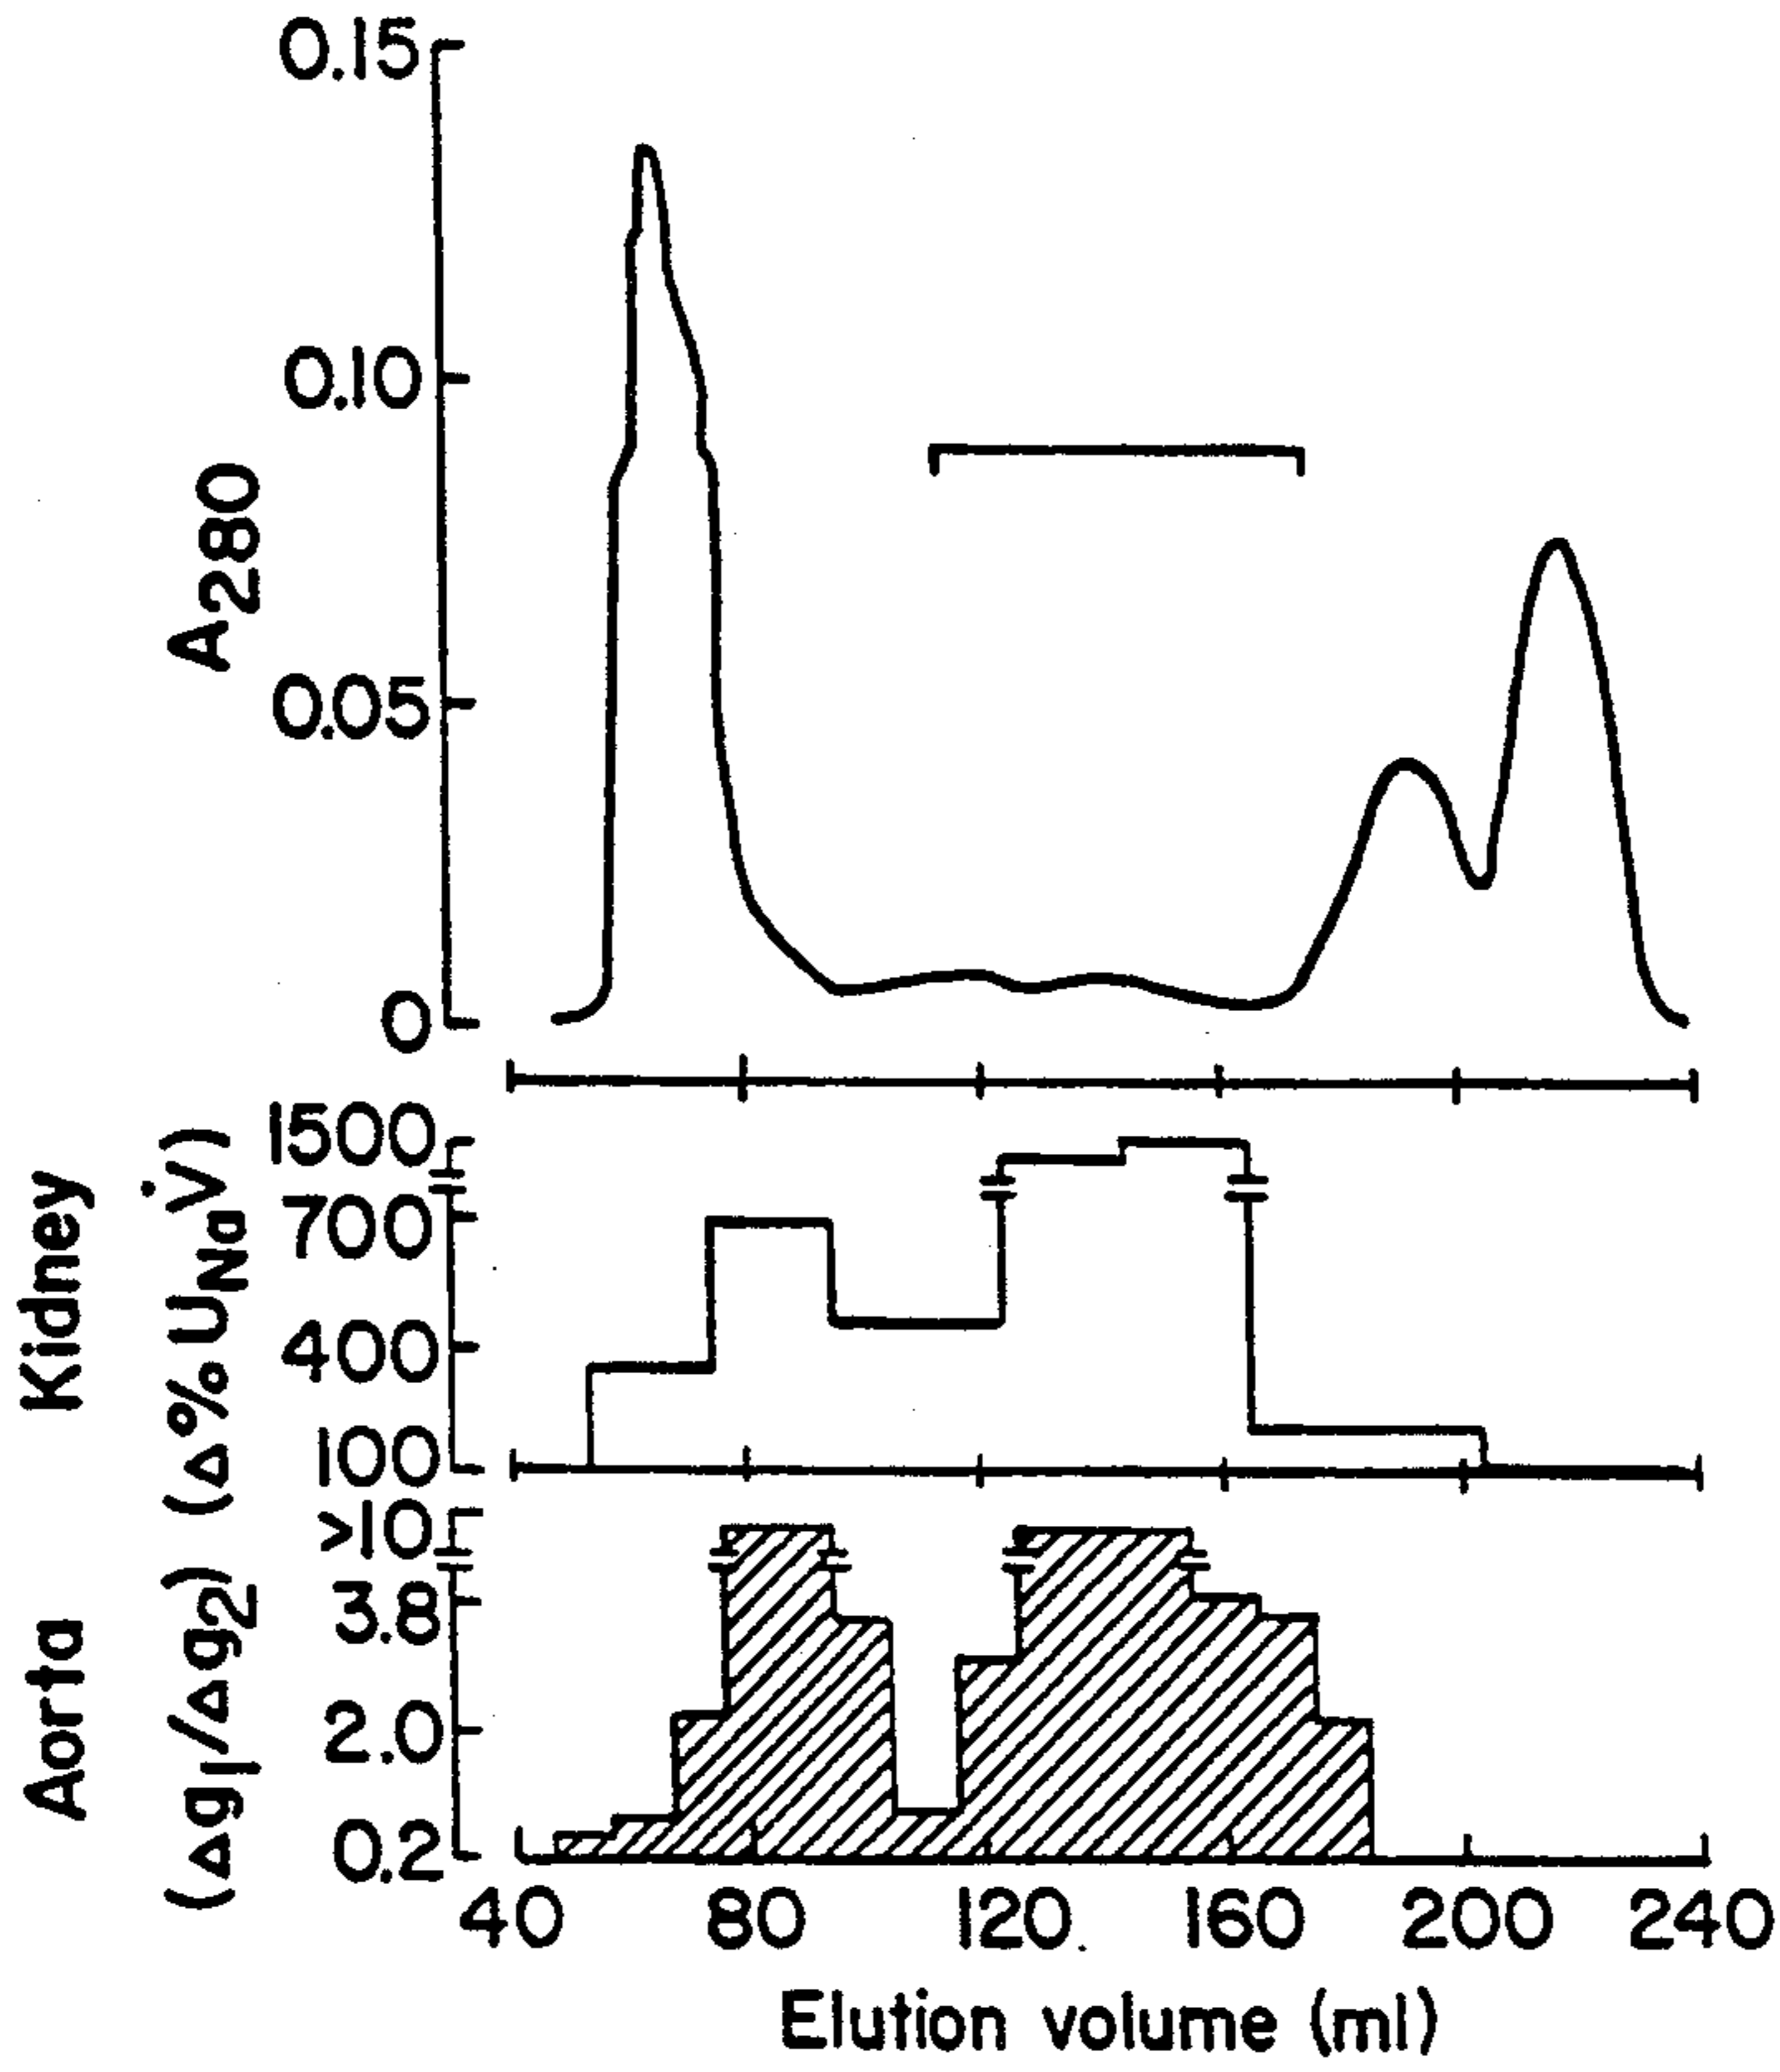 0.15
0.10
0.05
0
A280
1500
700
400
100
Kidney
(Δ% UNaV̇)
>10
3.8
2.0
0.2
Aorta
(Δg1/Δg2)
40 80 120 160 200 240
Elution volume (ml)